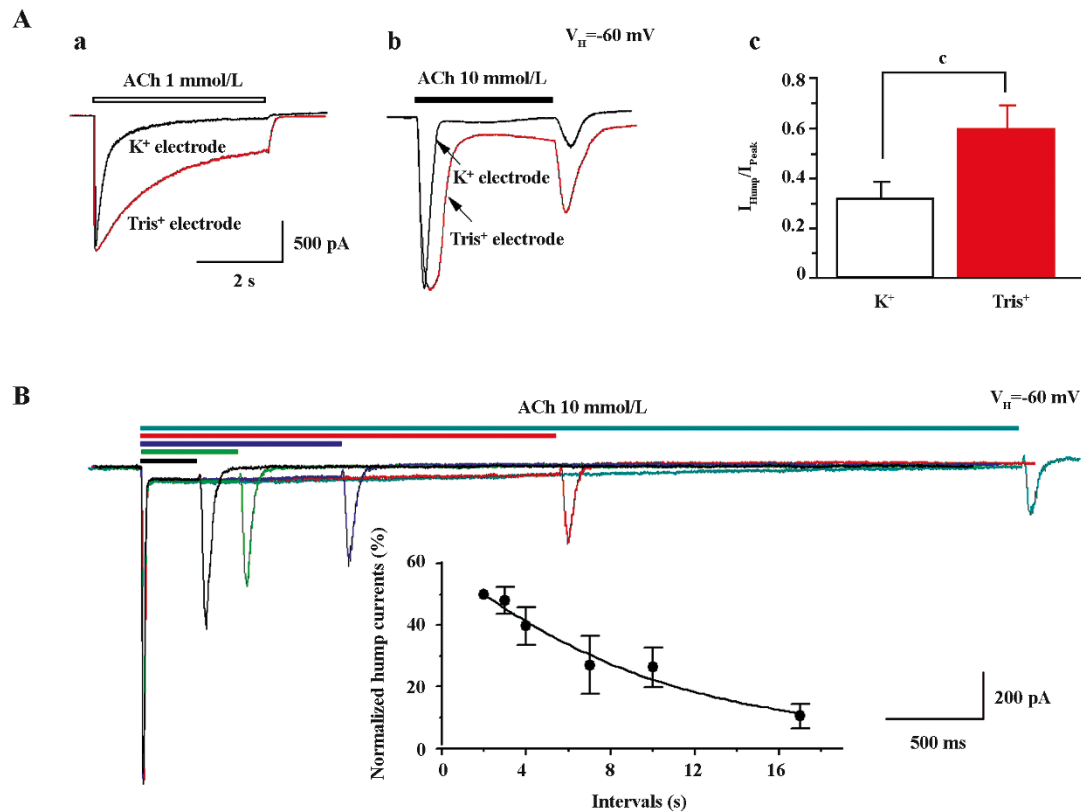 A
a
b
V_H=-60 mV
c
ACh 1 mmol/L
ACh 10 mmol/L
K⁺ electrode
Tris⁺ electrode
500 pA
2 s
K⁺ electrode
Tris⁺ electrode
c
I_Hump/I_Peak
0.8
0.6
0.4
0.2
0
K⁺
Tris⁺
B
ACh 10 mmol/L
V_H=-60 mV
Normalized hump currents (%)
60
40
20
0
0
4
8
12
16
Intervals (s)
200 pA
500 ms